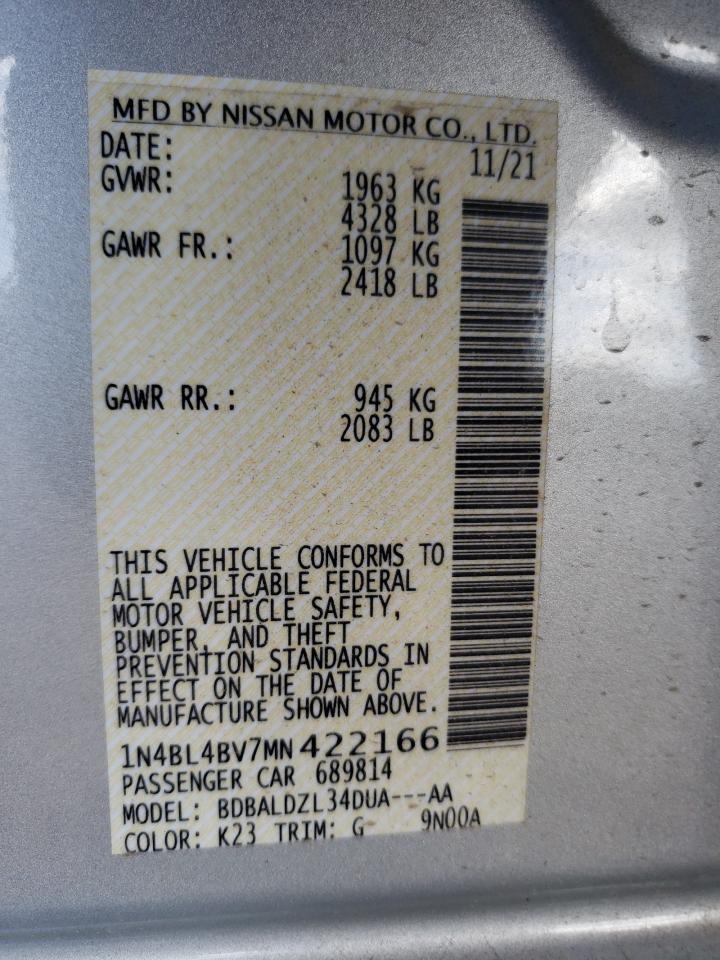 MFD BY NISSAN MOTOR CO., LTD.
DATE: 11/21
GVWR: 1963 KG
4328 LB
GAWR FR.: 1097 KG
2418 LB
GAWR RR.: 945 KG
2083 LB
THIS VEHICLE CONFORMS TO
ALL APPLICABLE FEDERAL
MOTOR VEHICLE SAFETY,
BUMPER, AND THEFT
PREVENTION STANDARDS IN
EFFECT ON THE DATE OF
MANUFACTURE SHOWN ABOVE.
1N4BL4BV7MN422166
PASSENGER CAR 689814
MODEL: BDBALDZL34DUA---AA
COLOR: K23 TRIM: G 9N00A